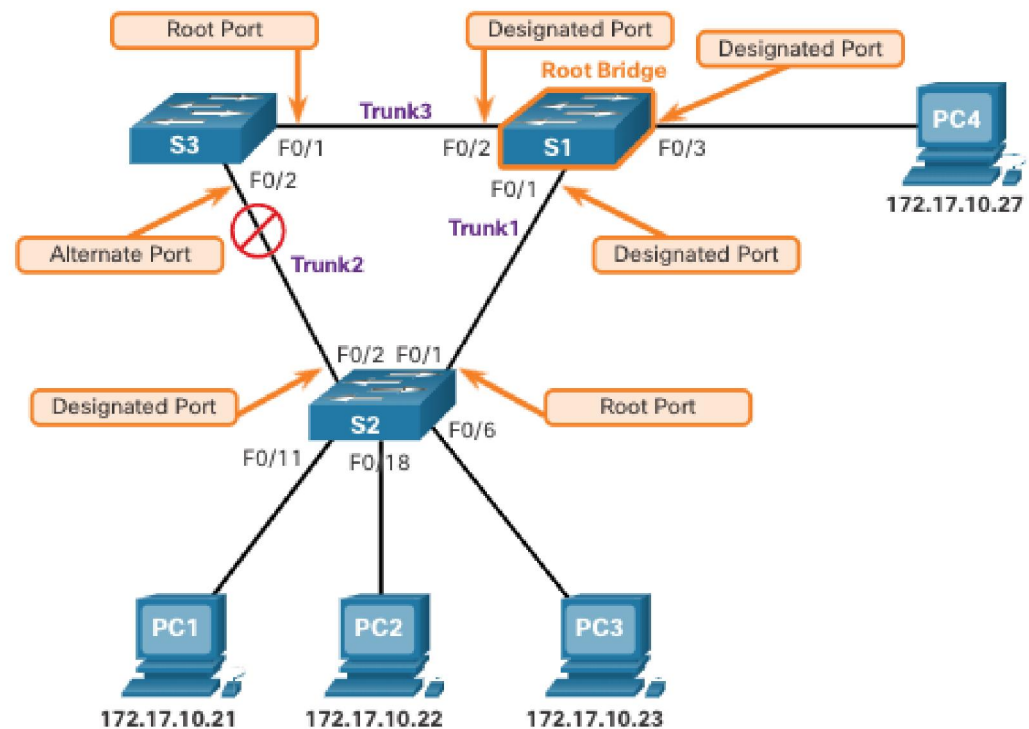 Root Port
Designated Port
Designated Port
Root Bridge
Trunk3
S3
F0/1
F0/2
S1
F0/3
PC4
F0/2
F0/1
172.17.10.27
Alternate Port
Trunk1
Designated Port
Trunk2
F0/2
F0/1
Designated Port
Root Port
S2
F0/6
F0/11
F0/18
PC1
PC2
PC3
172.17.10.21
172.17.10.22
172.17.10.23